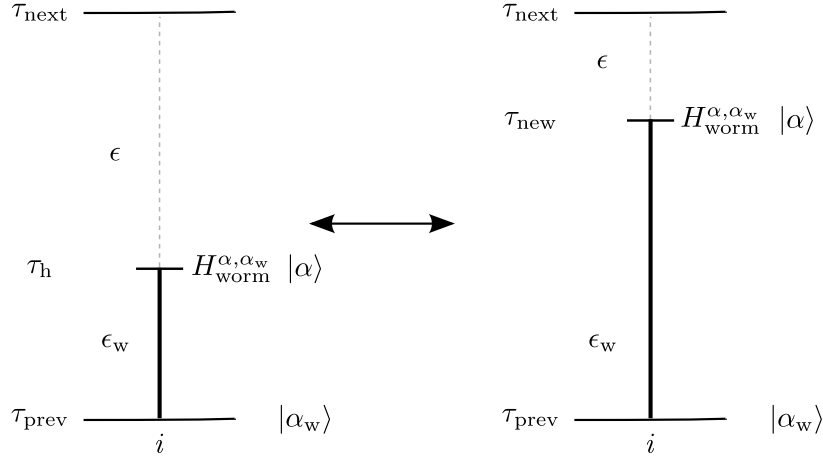 τ_next τ_next
ϵ
τ_new H_worm^{α,α_w} |α⟩
ϵ
τ_h H_worm^{α,α_w} |α⟩
ϵ_w ϵ_w
τ_prev |α_w⟩ τ_prev |α_w⟩
i i